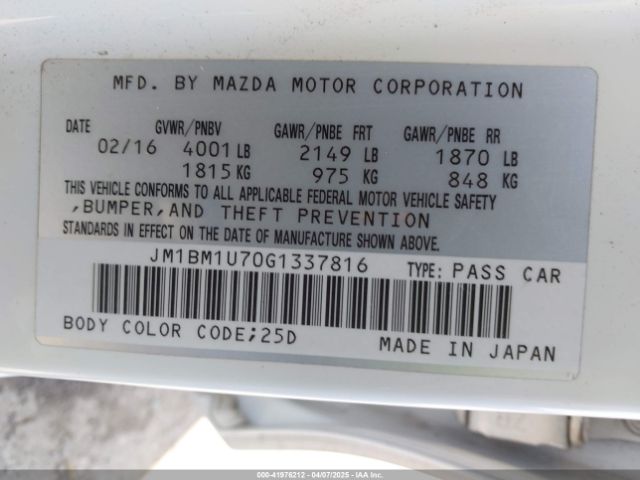 MFD. BY MAZDA MOTOR CORPORATION
DATE GVWR/PNBV GAWR/PNBE FRT GAWR/PNBE RR
02/16 4001 LB 2149 LB 1870 LB
1815 KG 975 KG 848 KG
THIS VEHICLE CONFORMS TO ALL APPLICABLE FEDERAL MOTOR VEHICLE SAFETY
,BUMPER,AND THEFT PREVENTION
STANDARDS IN EFFECT ON THE DATE OF MANUFACTURE SHOWN ABOVE.
JM1BM1U70G1337816 TYPE: PASS CAR
BODY COLOR CODE;25D
MADE IN JAPAN
000-41976212 - 04/07/2025 - IAA Inc.